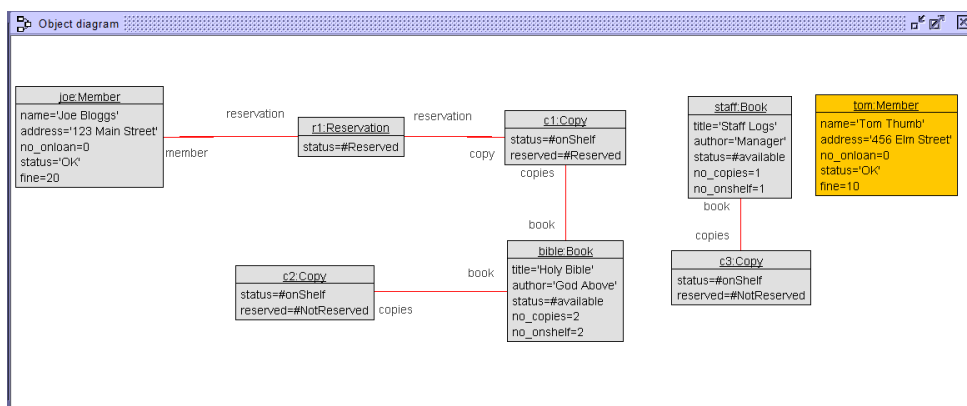 Object diagram
joe:Member
name='Joe Bloggs'
address='123 Main Street'
no_onloan=0
status='OK'
fine=20
reservation
member
r1:Reservation
status=#Reserved
reservation
copy
c1:Copy
status=#onShelf
reserved=#Reserved
copies
book
staff:Book
title='Staff Logs'
author='Manager'
status=#available
no_copies=1
no_onshelf=1
book
copies
tom:Member
name='Tom Thumb'
address='456 Elm Street'
no_onloan=0
status='OK'
fine=10
c2:Copy
status=#onShelf
reserved=#NotReserved
copies
book
bible:Book
title='Holy Bible'
author='God Above'
status=#available
no_copies=2
no_onshelf=2
c3:Copy
status=#onShelf
reserved=#NotReserved